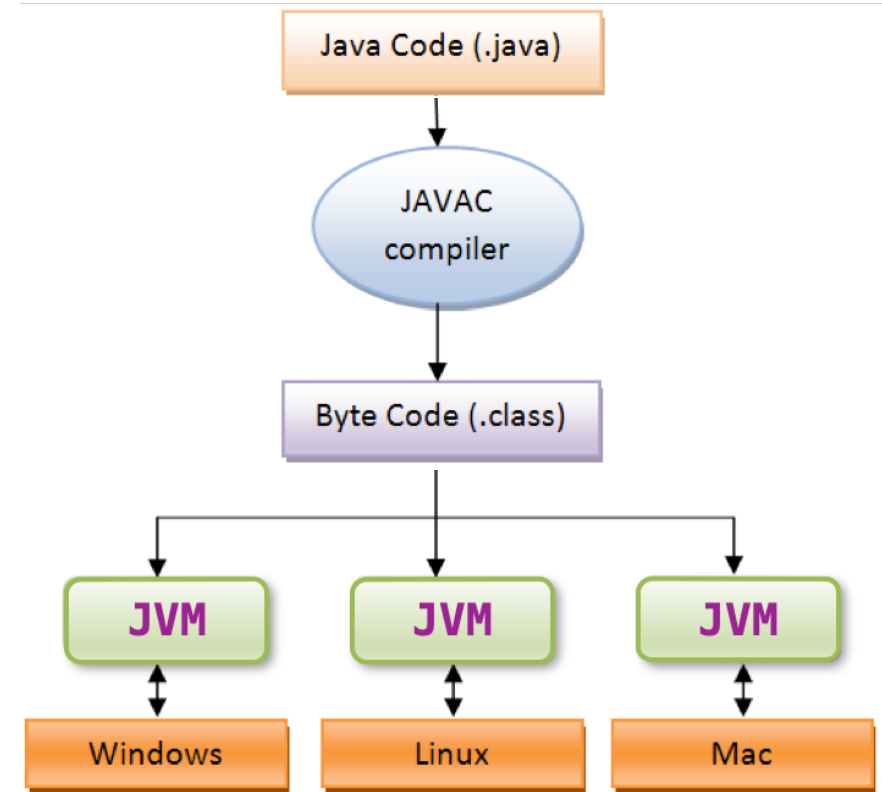 Java Code (.java)
JAVAC
compiler
Byte Code (.class)
JVM
JVM
JVM
Windows
Linux
Mac